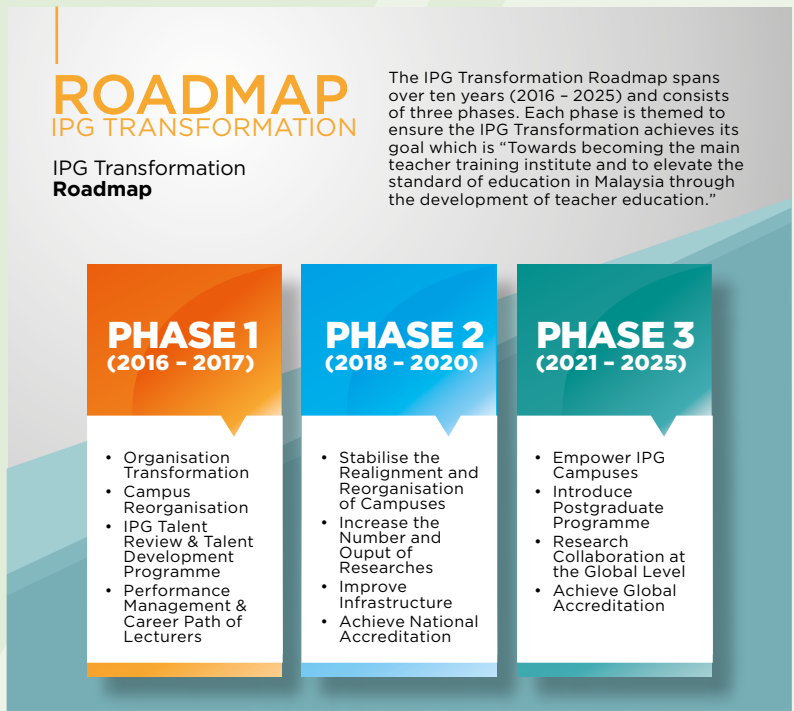 ROADMAP
IPG TRANSFORMATION
IPG Transformation
Roadmap
The IPG Transformation Roadmap spans
over ten years (2016 – 2025) and consists
of three phases. Each phase is themed to
ensure the IPG Transformation achieves its
goal which is “Towards becoming the main
teacher training institute and to elevate the
standard of education in Malaysia through
the development of teacher education.”
PHASE 1
(2016 – 2017)
• Organisation
Transformation
• Campus
Reorganisation
• IPG Talent
Review & Talent
Development
Programme
• Performance
Management &
Career Path of
Lecturers
PHASE 2
(2018 – 2020)
• Stabilise the
Realignment and
Reorganisation
of Campuses
• Increase the
Number and
Ouput of
Researches
• Improve
Infrastructure
• Achieve National
Accreditation
PHASE 3
(2021 – 2025)
• Empower IPG
Campuses
• Introduce
Postgraduate
Programme
• Research
Collaboration at
the Global Level
• Achieve Global
Accreditation